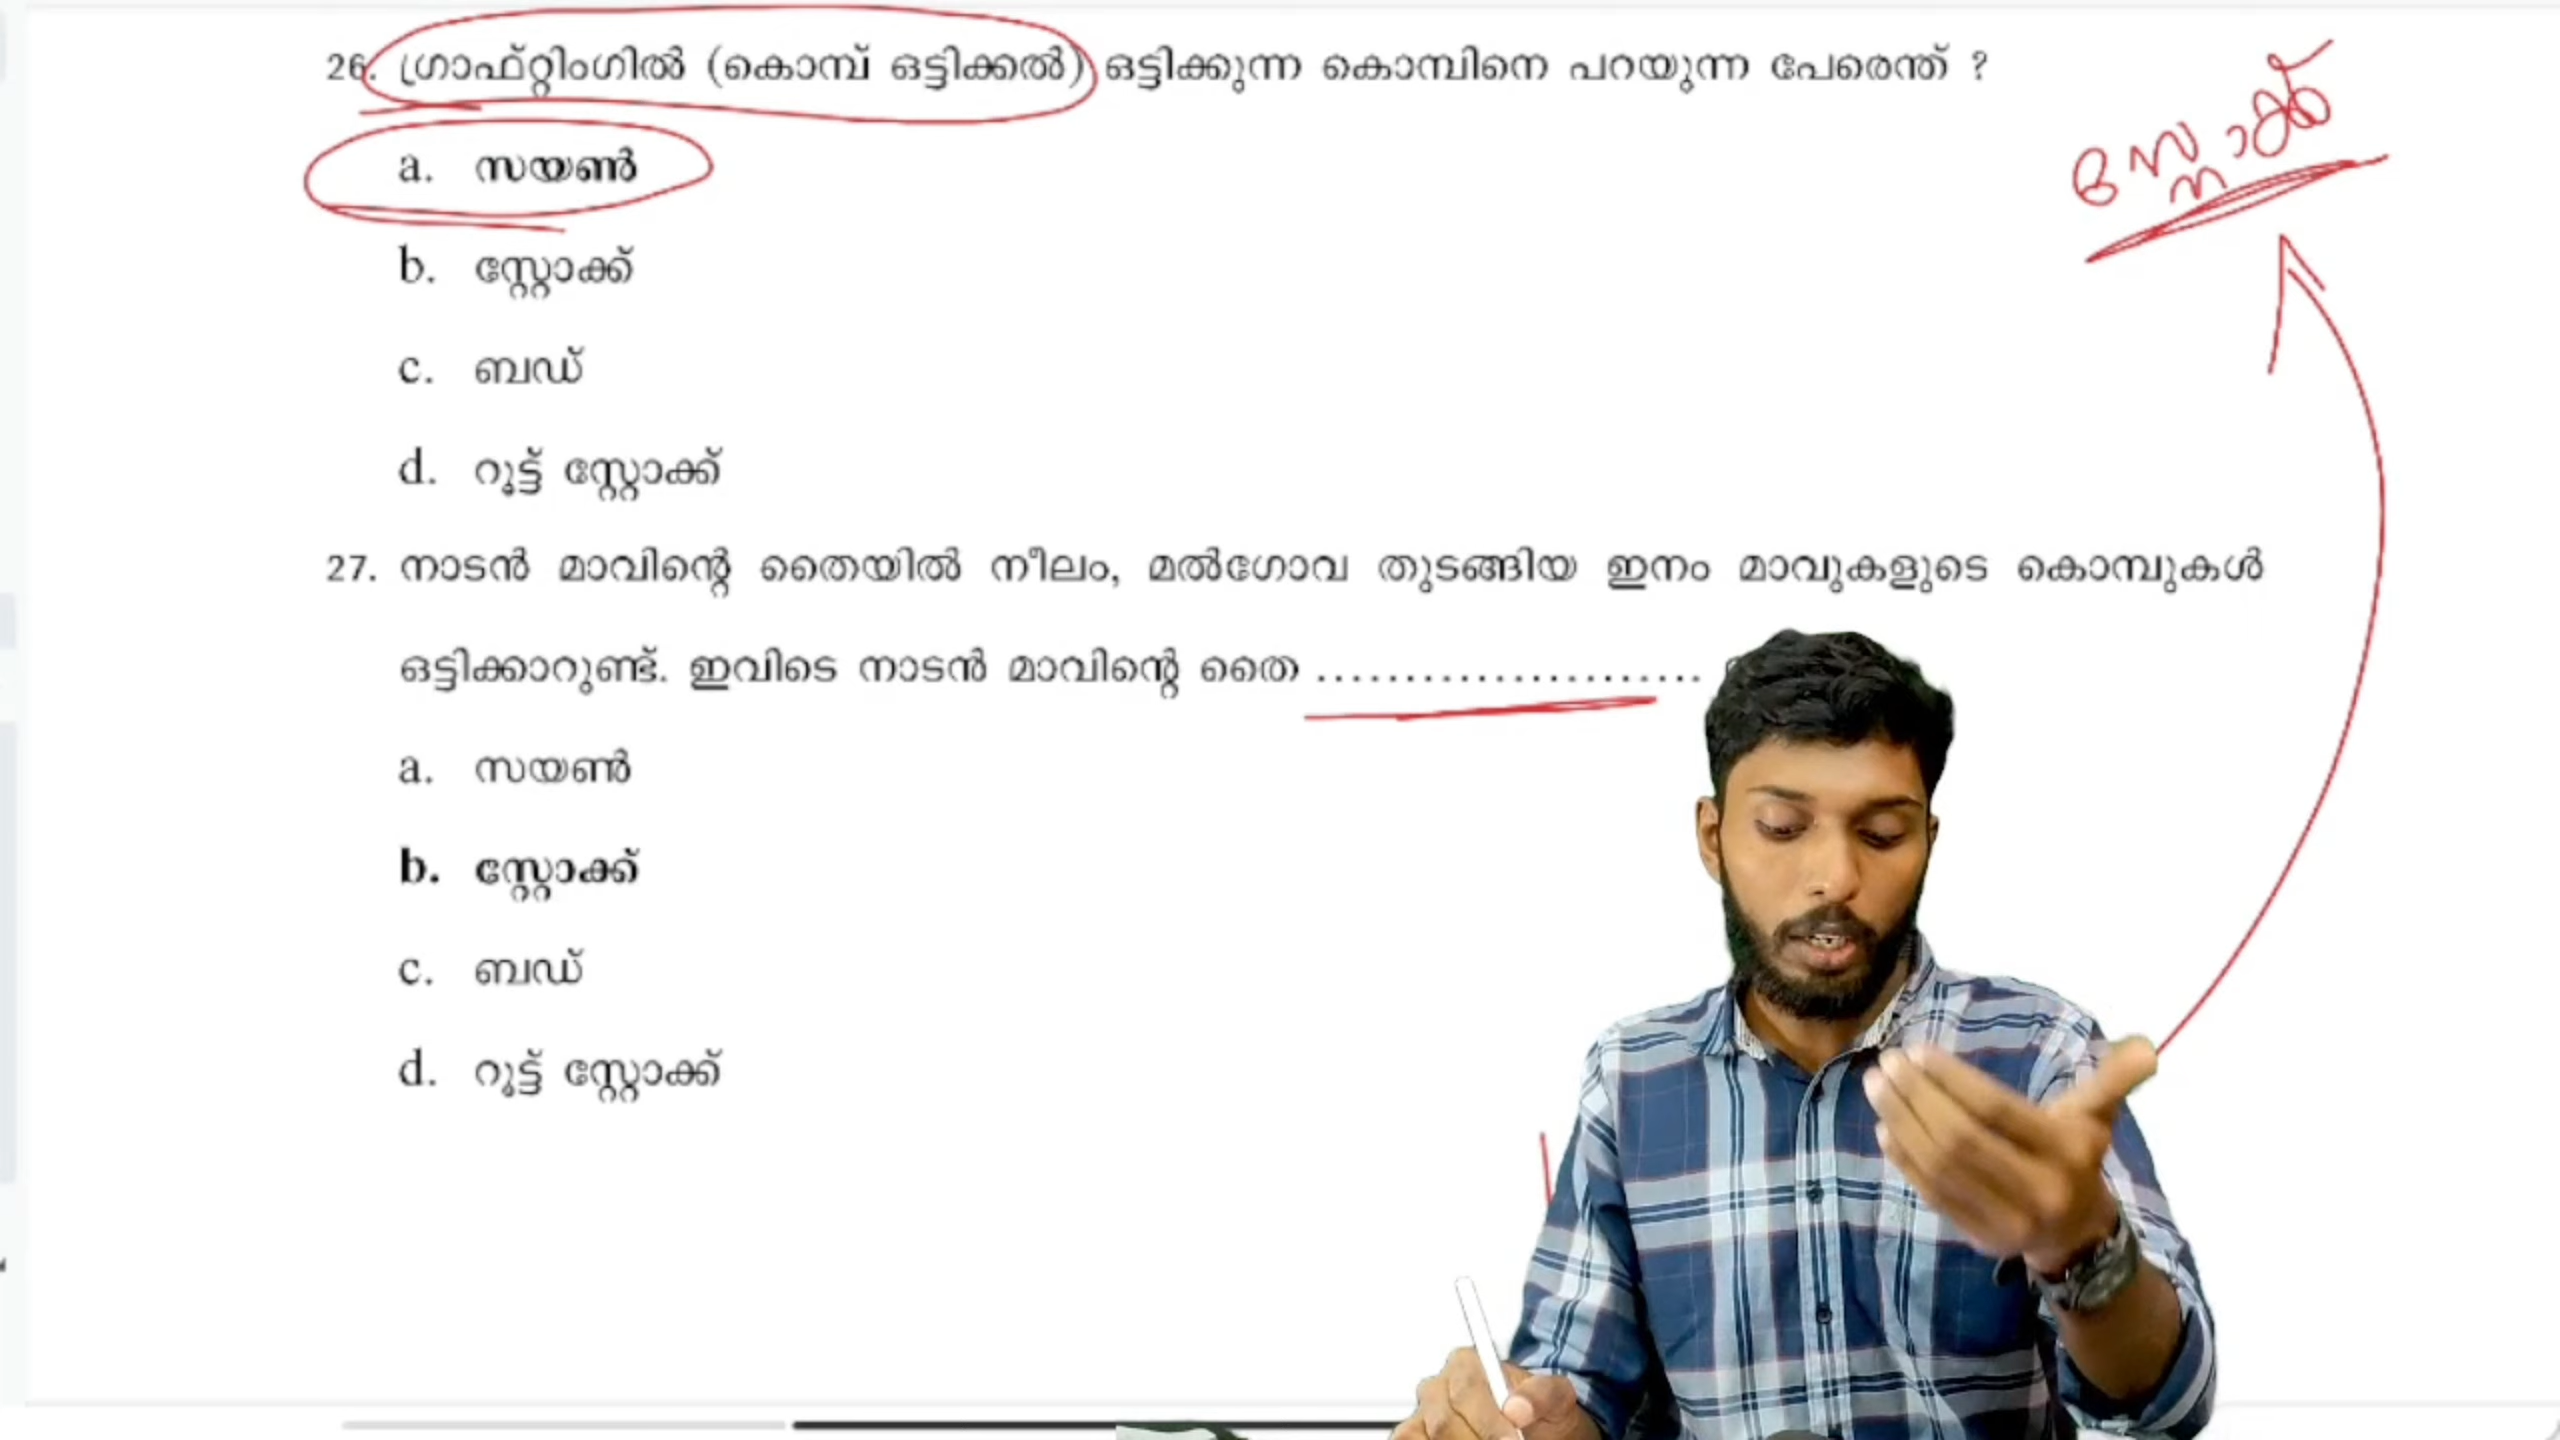 26. ഗ്രാഫ്റ്റിംഗിൽ (കൊമ്പ് ഒട്ടിക്കൽ) ഒട്ടിക്കുന്ന കൊമ്പിനെ പറയുന്ന പേരെന്ത് ?
സ്റ്റോക്ക്
a. സയൺ
b. സ്റ്റോക്ക്
c. ബഡ്
d. റൂട്ട് സ്റ്റോക്ക്
27. നാടൻ മാവിന്റെ തൈയിൽ നീലം, മൽഗോവ തുടങ്ങിയ ഇനം മാവുകളുടെ കൊമ്പുകൾ
ഒട്ടിക്കാറുണ്ട്. ഇവിടെ നാടൻ മാവിന്റെ തൈ ..........................
a. സയൺ
b. സ്റ്റോക്ക്
c. ബഡ്
d. റൂട്ട് സ്റ്റോക്ക്